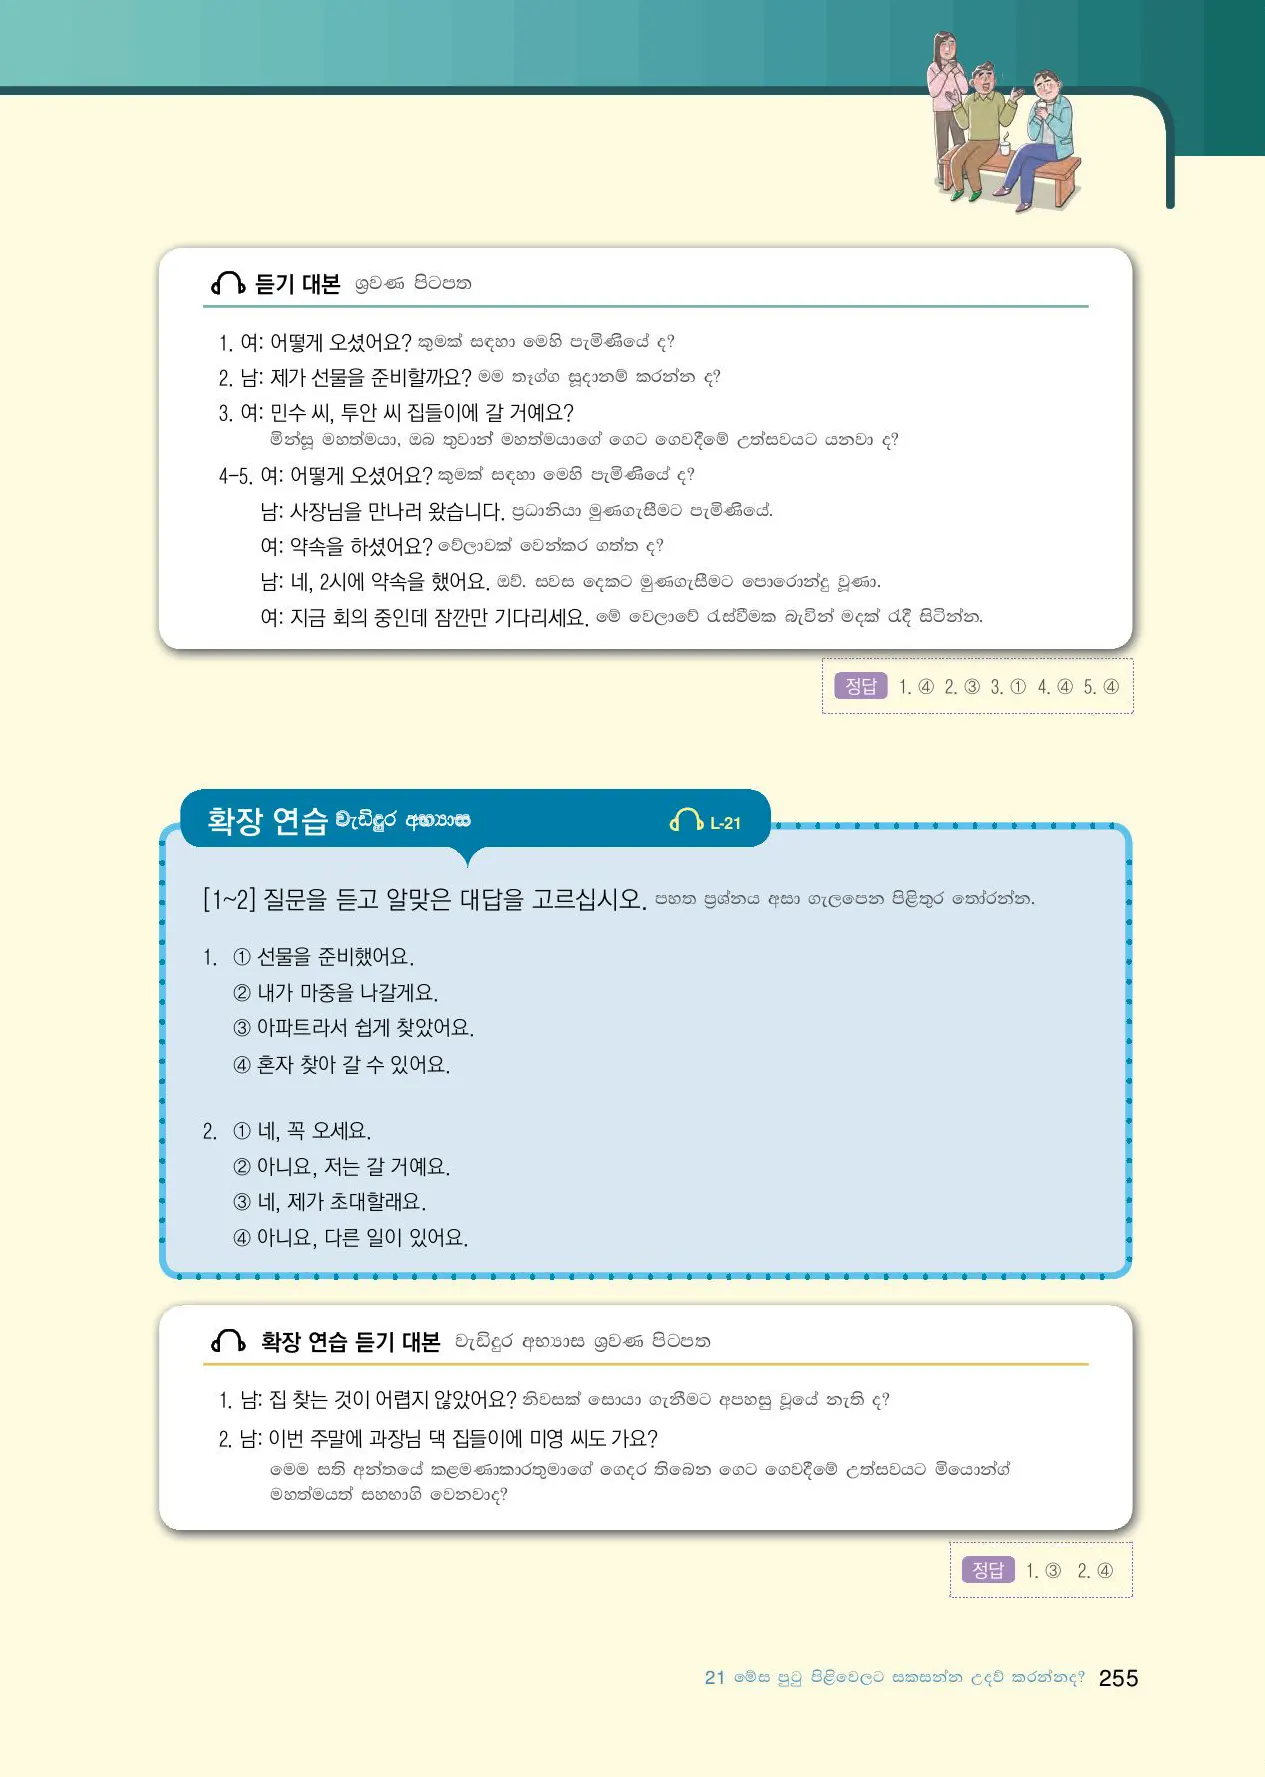 듣기 대본 ශ්‍රවණ පිටපත
1. 여: 어떻게 오셨어요? කුමක් සඳහා මෙහි පැමිණියේ ද?
2. 남: 제가 선물을 준비할까요? මම තෑග්ග සූදානම් කරන්න ද?
3. 여: 민수 씨, 투안 씨 집들이에 갈 거예요?
මින්සූ මහත්මයා, ඔබ තුවාන් මහත්මයාගේ ගෙට ගෙවදීමේ උත්සවයට යනවා ද?
4-5. 여: 어떻게 오셨어요? කුමක් සඳහා මෙහි පැමිණියේ ද?
남: 사장님을 만나러 왔습니다. ප්‍රධානියා මුණගැසීමට පැමිණියේ.
여: 약속을 하셨어요? වේලාවක් වෙන්කර ගත්ත ද?
남: 네, 2시에 약속을 했어요. ඔව්. සවස දෙකට මුණගැසීමට පොරොන්දු වූණා.
여: 지금 회의 중인데 잠깐만 기다리세요. මේ වෙලාවේ රැස්වීමක බැවින් මදක් රැදී සිටින්න.
정답 1. ④ 2. ③ 3. ① 4. ④ 5. ④
확장 연습 වැඩිදුර අභ්‍යාස L-21
[1~2] 질문을 듣고 알맞은 대답을 고르십시오. පහත ප්‍රශ්නය අසා ගැලපෙන පිළිතුර තෝරන්න.
1. ① 선물을 준비했어요.
② 내가 마중을 나갈게요.
③ 아파트라서 쉽게 찾았어요.
④ 혼자 찾아 갈 수 있어요.
2. ① 네, 꼭 오세요.
② 아니요, 저는 갈 거예요.
③ 네, 제가 초대할래요.
④ 아니요, 다른 일이 있어요.
확장 연습 듣기 대본 වැඩිදුර අභ්‍යාස ශ්‍රවණ පිටපත
1. 남: 집 찾는 것이 어렵지 않았어요? නිවසක් සොයා ගැනීමට අපහසු වූයේ නැති ද?
2. 남: 이번 주말에 과장님 댁 집들이에 미영 씨도 가요?
මෙම සති අන්තයේ කළමණාකාරතුමාගේ ගෙදර තිබෙන ගෙට ගෙවදීමේ උත්සවයට මියොන්ග්
මහත්මයත් සහභාගි වෙනවාද?
정답 1. ③ 2. ④
21 මේස පුටු පිළිවෙලට සකසන්න උදව් කරන්නද? 255